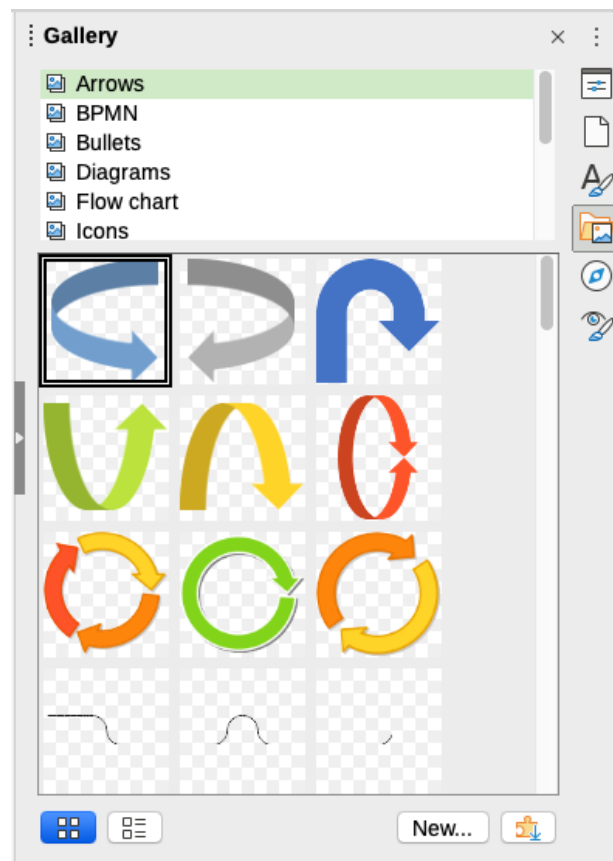 Gallery
Arrows
BPMN
Bullets
Diagrams
Flow chart
Icons
New...